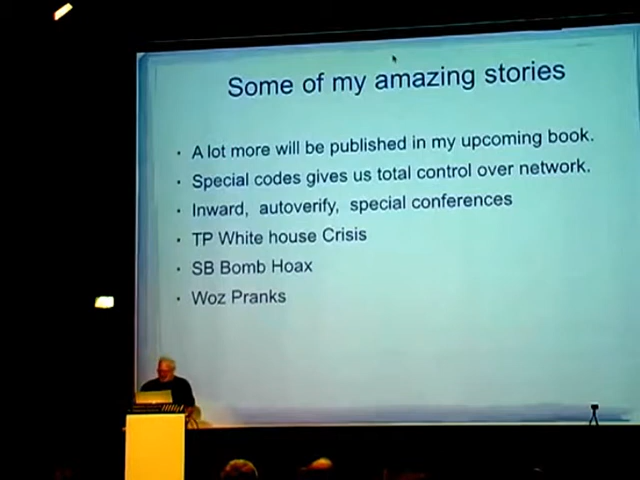 Some of my amazing stories
· A lot more will be published in my upcoming book.
· Special codes gives us total control over network.
· Inward, autoverify, special conferences
· TP White house Crisis
· SB Bomb Hoax
· Woz Pranks